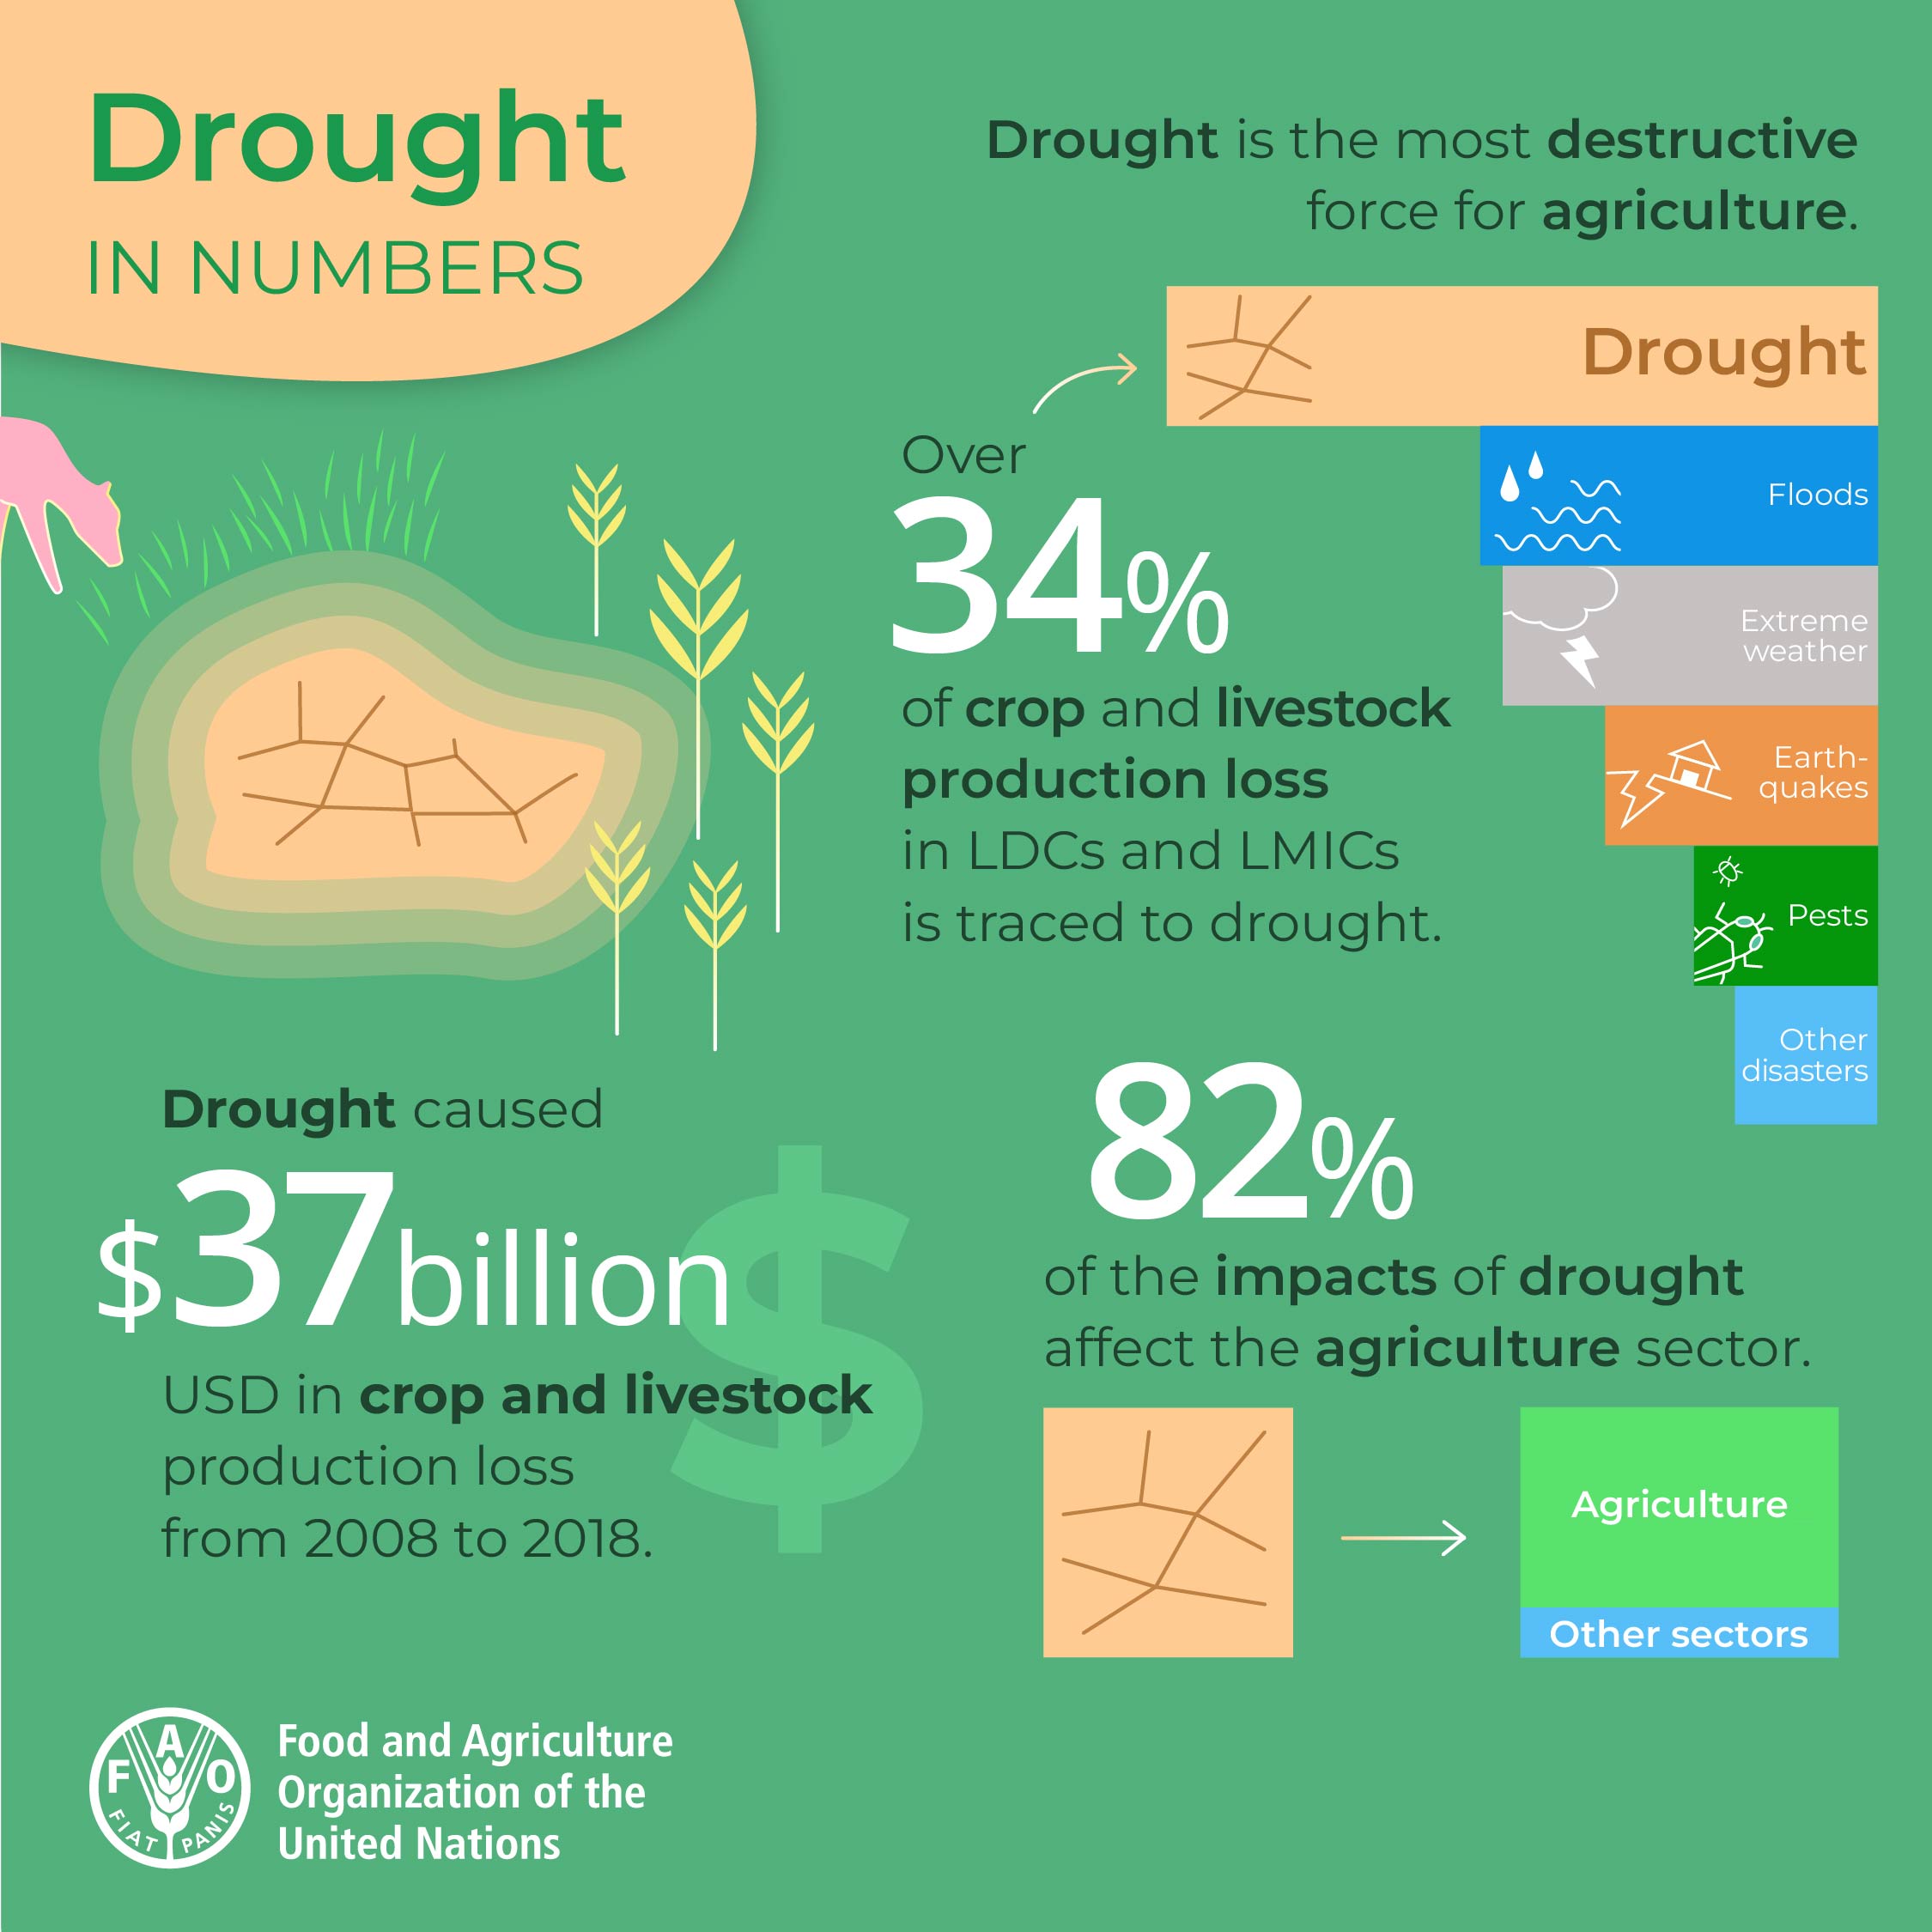 Drought
IN NUMBERS
Drought is the most destructive
force for agriculture.
Drought
Floods
Extreme
weather
Earth-
quakes
Pests
Other
disasters
Over
34%
of crop and livestock
production loss
in LDCs and LMICs
is traced to drought.
Drought caused
$37billion
USD in crop and livestock
production loss
from 2008 to 2018.
82%
of the impacts of drought
affect the agriculture sector.
Agriculture
Other sectors
F A O
FIAT PANIS
Food and Agriculture
Organization of the
United Nations